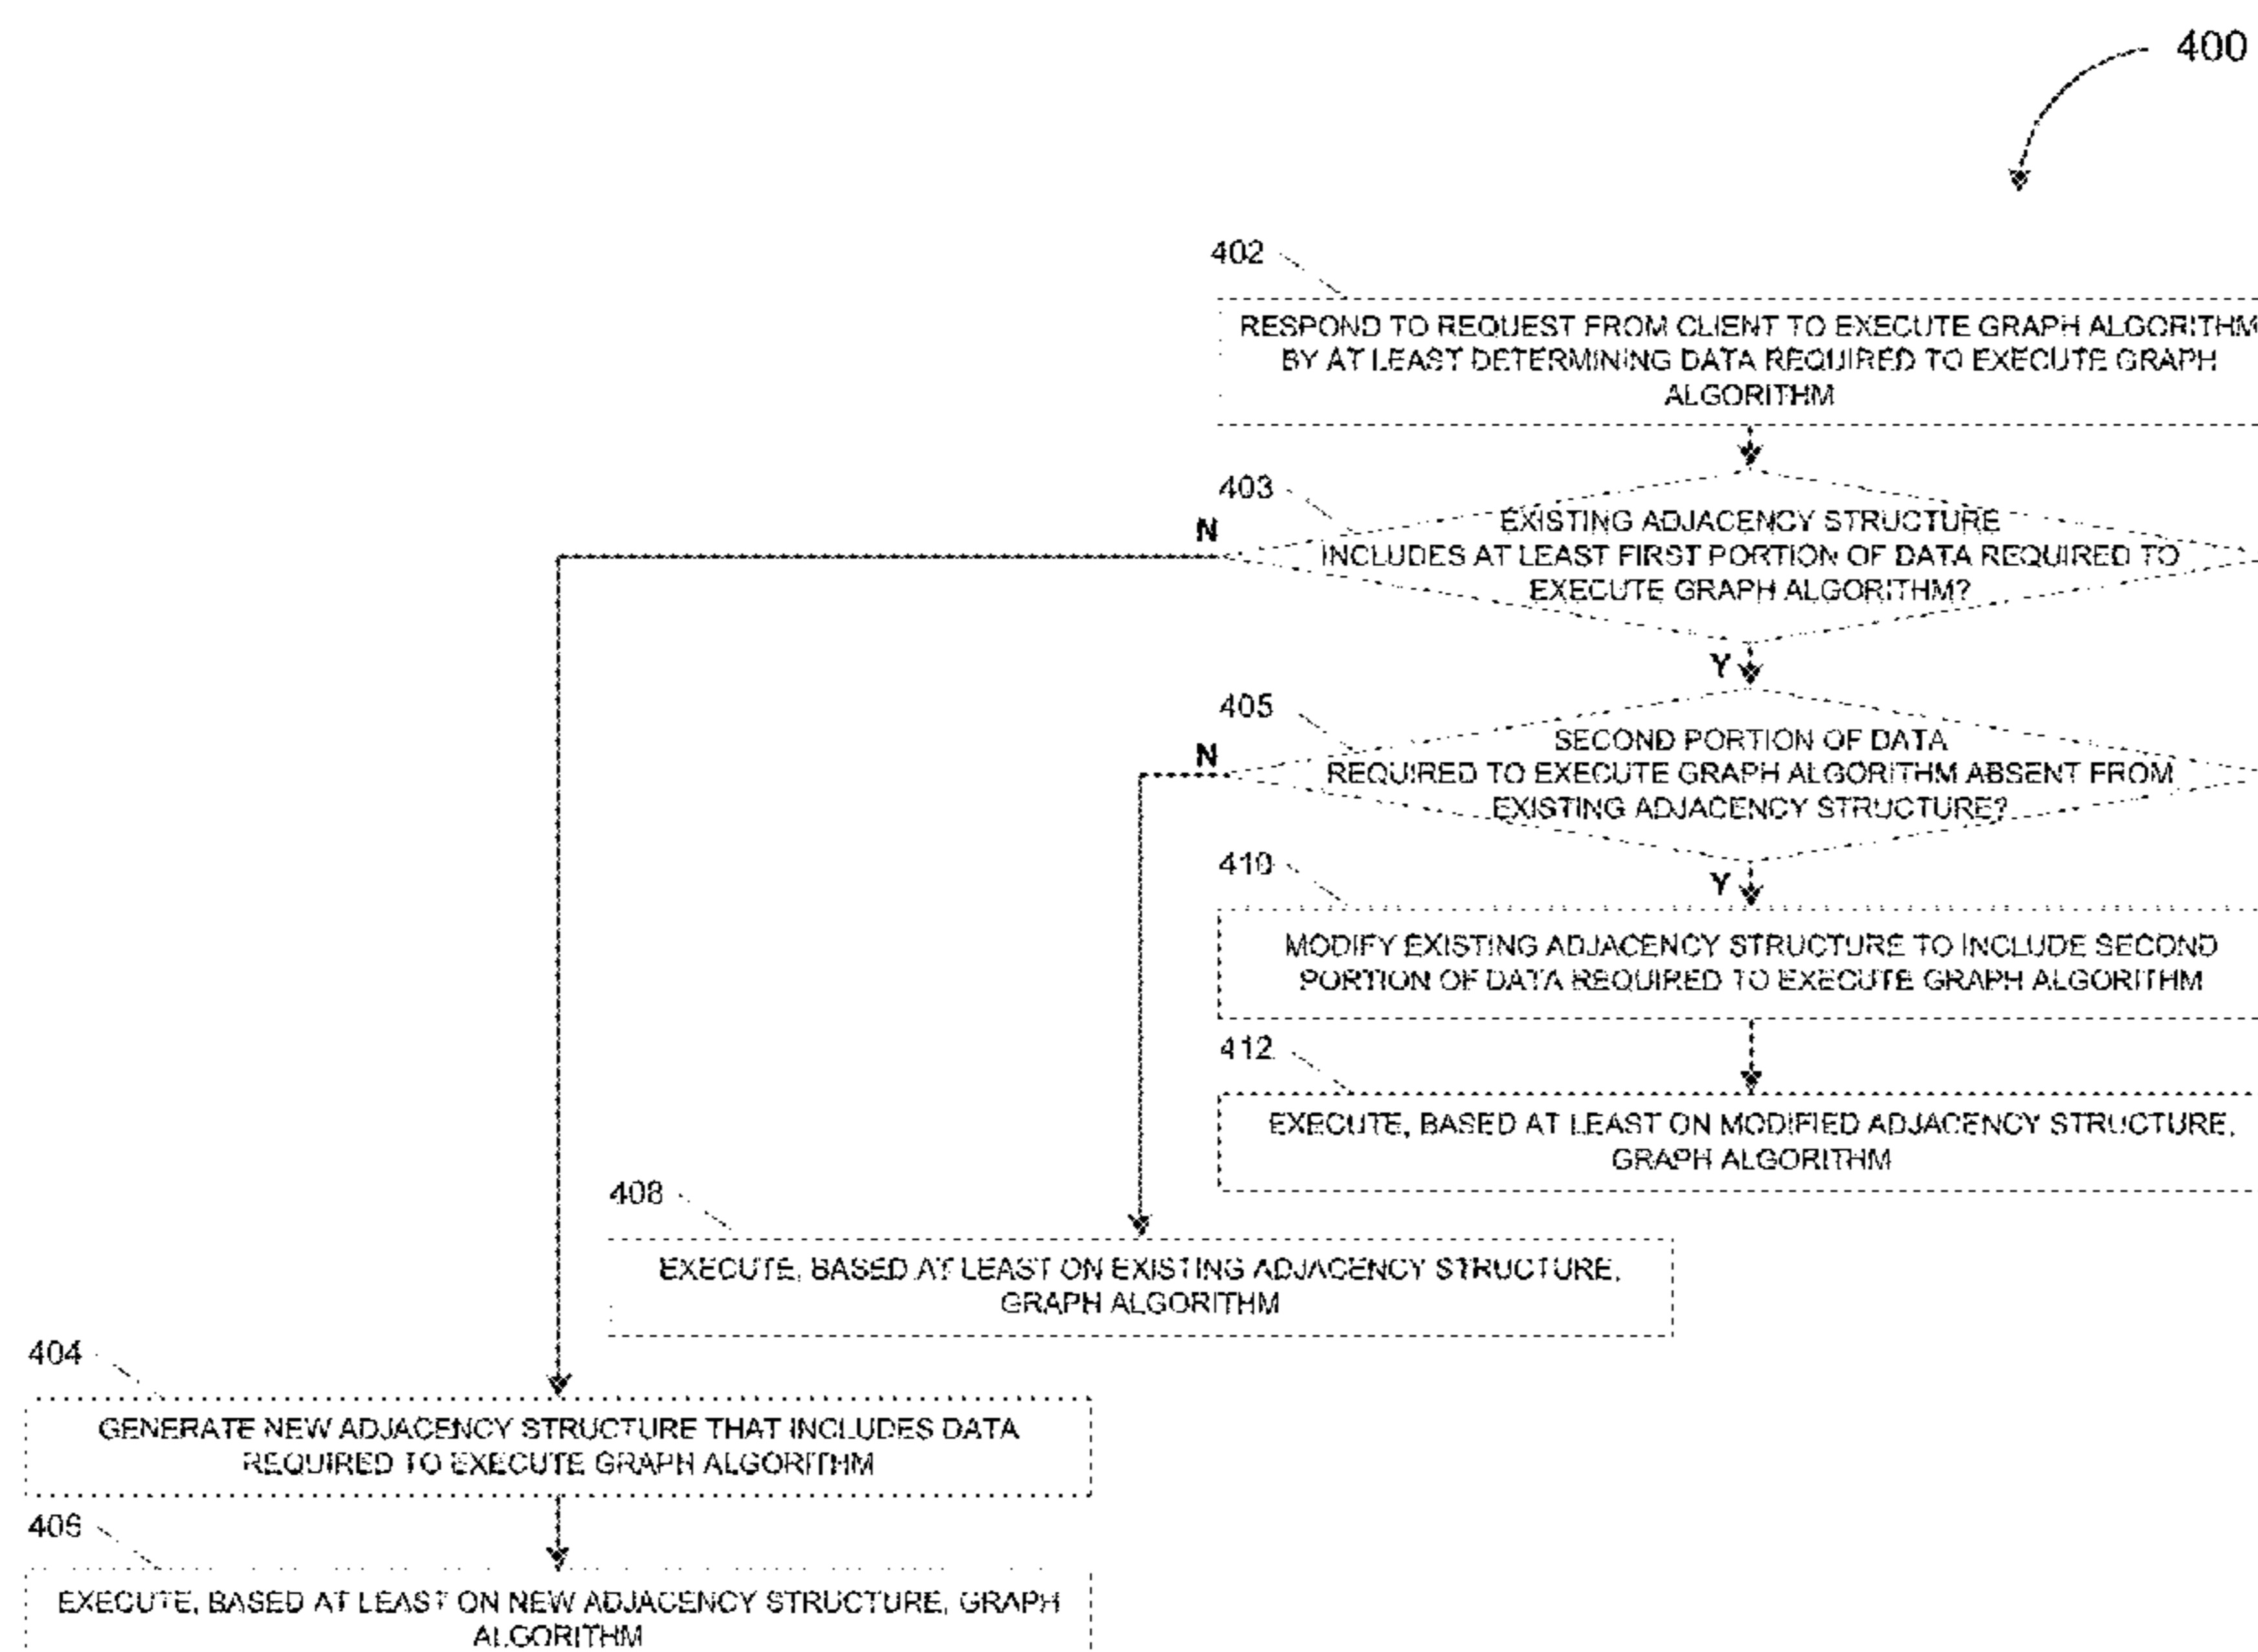 400
402
RESPOND TO REQUEST FROM CLIENT TO EXECUTE GRAPH ALGORITHM
BY AT LEAST DETERMINING DATA REQUIRED TO EXECUTE GRAPH
ALGORITHM
403
N
EXISTING ADJACENCY STRUCTURE
INCLUDES AT LEAST FIRST PORTION OF DATA REQUIRED TO
EXECUTE GRAPH ALGORITHM?
Y
405
N
SECOND PORTION OF DATA
REQUIRED TO EXECUTE GRAPH ALGORITHM ABSENT FROM
EXISTING ADJACENCY STRUCTURE?
410
Y
MODIFY EXISTING ADJACENCY STRUCTURE TO INCLUDE SECOND
PORTION OF DATA REQUIRED TO EXECUTE GRAPH ALGORITHM
412
EXECUTE, BASED AT LEAST ON MODIFIED ADJACENCY STRUCTURE,
GRAPH ALGORITHM
408
EXECUTE, BASED AT LEAST ON EXISTING ADJACENCY STRUCTURE,
GRAPH ALGORITHM
404
GENERATE NEW ADJACENCY STRUCTURE THAT INCLUDES DATA
REQUIRED TO EXECUTE GRAPH ALGORITHM
406
EXECUTE, BASED AT LEAST ON NEW ADJACENCY STRUCTURE, GRAPH
ALGORITHM